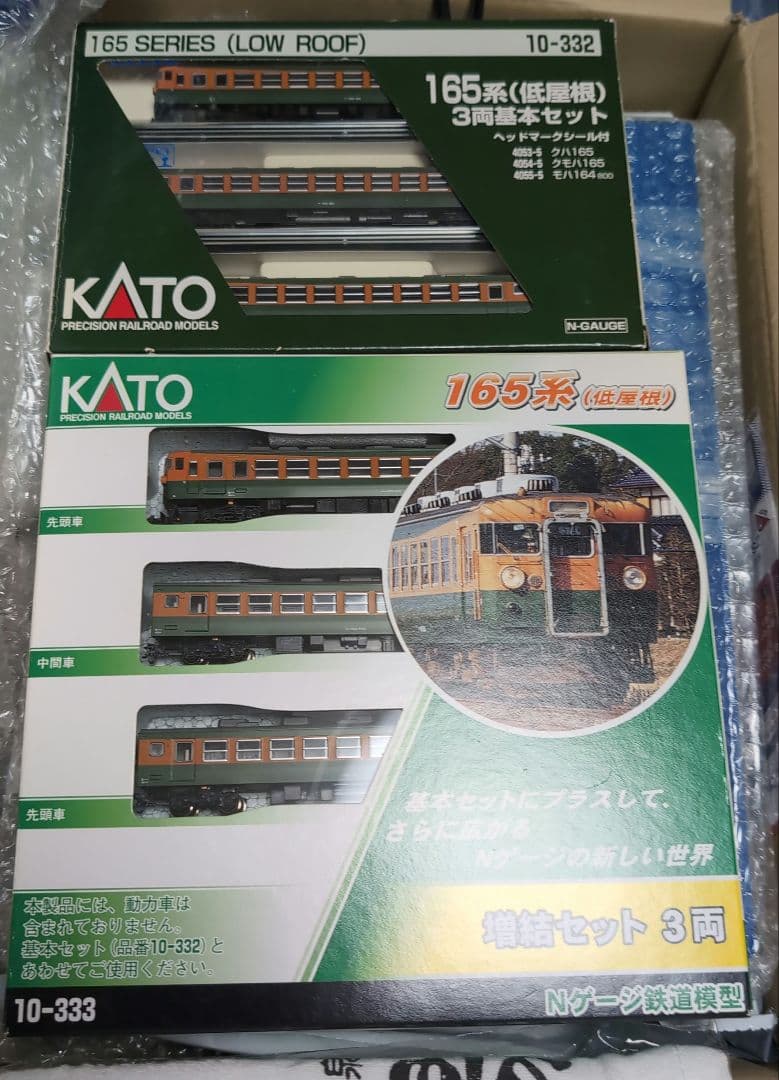 165 SERIES (LOW ROOF)
10-332
165系(低屋根)
3両基本セット
ヘッドマークシール付
4053-5 クハ165
4054-5 クモハ165
4055-5 モハ164 800
KATO
PRECISION RAILROAD MODELS
N-GAUGE
KATO
PRECISION RAILROAD MODELS
165系(低屋根)
先頭車
中間車
先頭車
基本セットにプラスして、
さらに広がる
Nゲージの新しい世界
本製品には、動力車は
含まれておりません。
基本セット(品番10-332)と
あわせてご使用ください。
増結セット 3両
10-333
Nゲージ鉄道模型